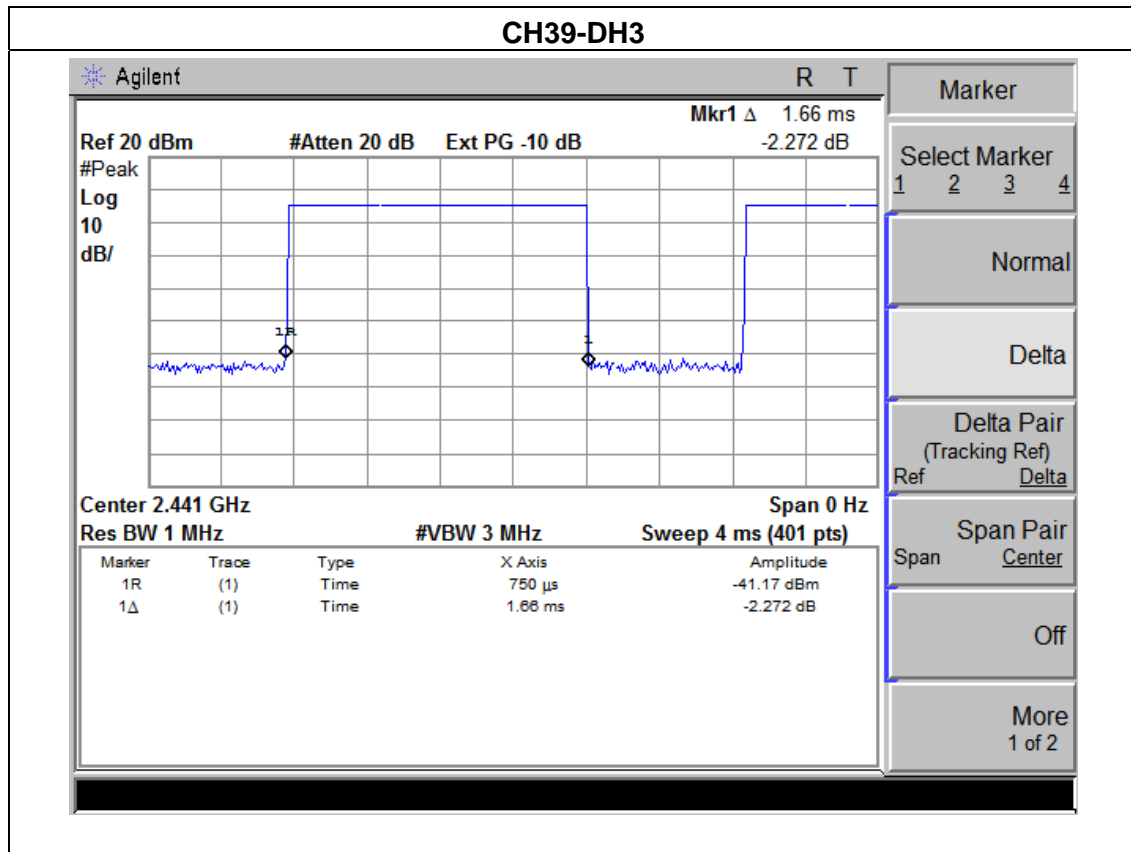 CH39-DH3
Agilent R T
Mkr1 Δ 1.66 ms
Ref 20 dBm #Atten 20 dB Ext PG -10 dB -2.272 dB
#Peak
Log
10
dB/
1R
1
Center 2.441 GHz Span 0 Hz
Res BW 1 MHz #VBW 3 MHz Sweep 4 ms (401 pts)
Marker Trace Type X Axis Amplitude
1R (1) Time 750 µs -41.17 dBm
1Δ (1) Time 1.66 ms -2.272 dB
Marker
Select Marker
1 2 3 4
Normal
Delta
Delta Pair
(Tracking Ref)
Ref Delta
Span Pair
Span Center
Off
More
1 of 2